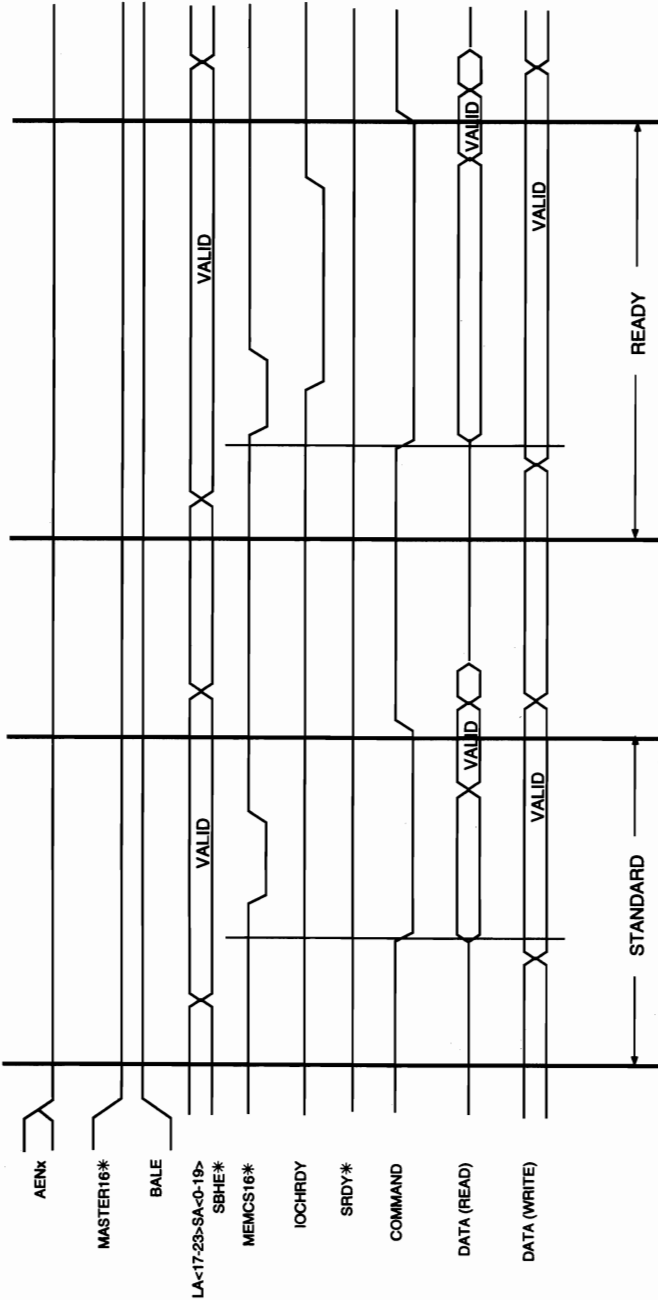 AENx
MASTER16*
BALE
LA<17-23>SA<0-19>
SBHE*
VALID
VALID
MEMCS16*
IOCHRDY
SRDY*
COMMAND
DATA (READ)
VALID
VALID
DATA (WRITE)
VALID
VALID
STANDARD
READY